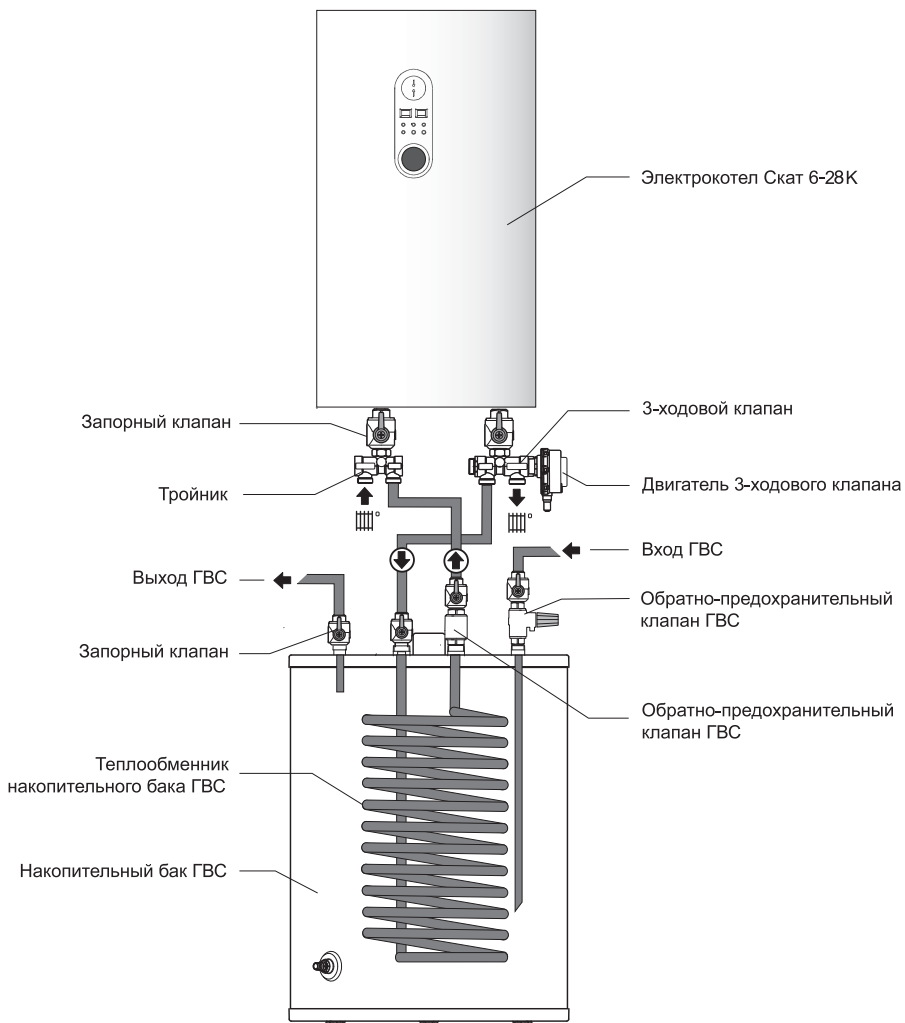 Электрокотел Скат 6-28К
Запорный клапан
3-ходовой клапан
Тройник
Двигатель 3-ходового клапана
Выход ГВС
Вход ГВС
Обратно-предохранительный
клапан ГВС
Запорный клапан
Обратно-предохранительный
клапан ГВС
Теплообменник
накопительного бака ГВС
Накопительный бак ГВС